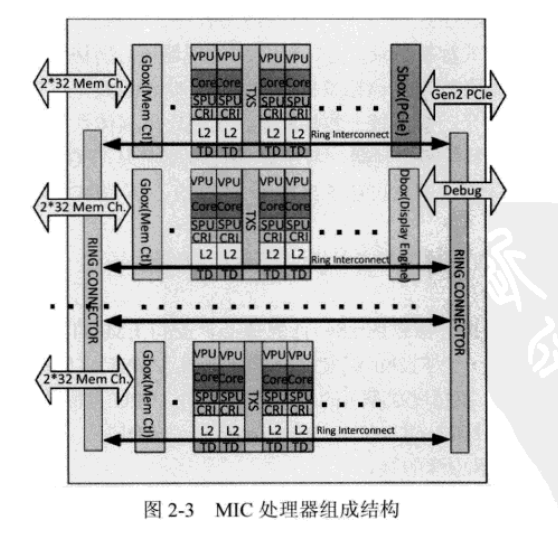 VPU VPU VPU VPU
2*32 Mem Ch. Gbox(Mem Ctl) Core Core TXS Core Core Sbox(PCIe) Gen2 PCIe
SPU SPU SPU SPU
CRI CRI CRI CRI
L2 L2 L2 L2 Ring Interconnect
TD TD TD TD
VPU VPU VPU VPU
2*32 Mem Ch. Gbox(Mem Ctl) Core Core TXS Core Core Dbox(Display Engine) Debug
SPU SPU SPU SPU
CRI CRI CRI CRI
L2 L2 L2 L2 Ring Interconnect
TD TD TD TD
RING CONNECTOR RING CONNECTOR
VPU VPU VPU VPU
2*32 Mem Ch. Gbox(Mem Ctl) Core Core TXS Core Core
SPU SPU SPU SPU
CRI CRI CRI CRI
L2 L2 L2 L2 Ring Interconnect
TD TD TD TD
图 2-3 MIC 处理器组成结构